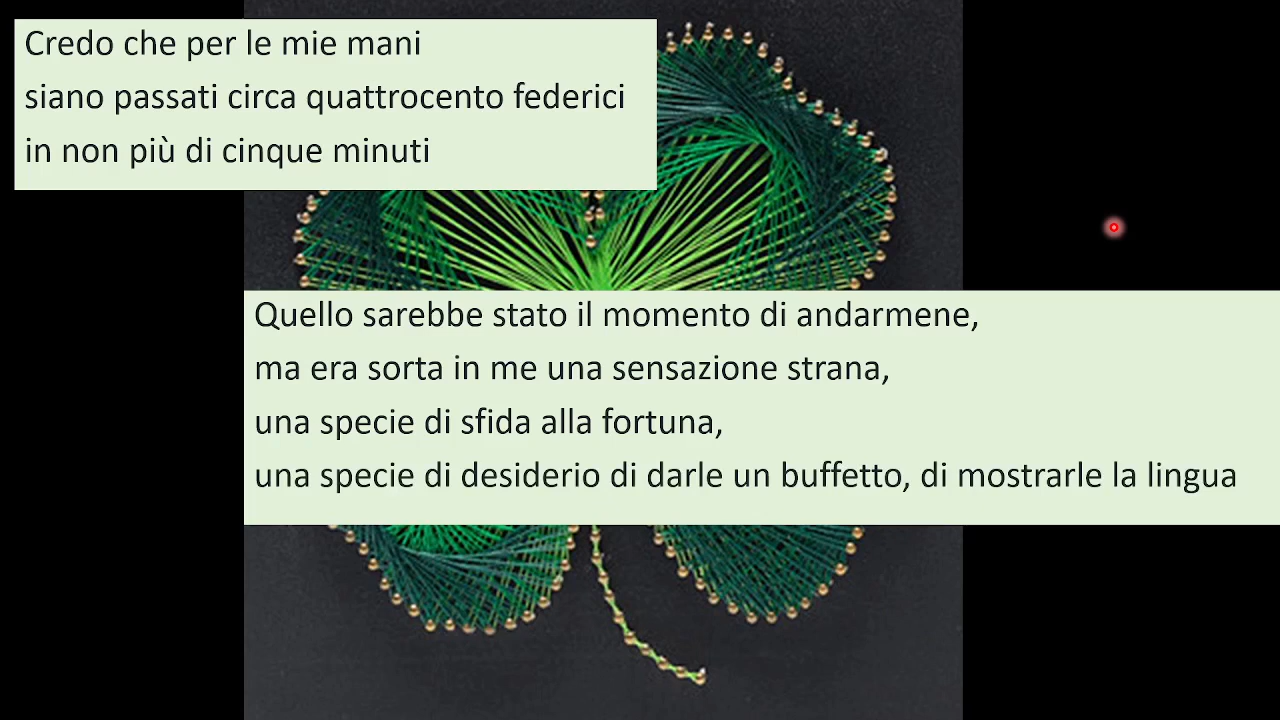 Credo che per le mie mani
siano passati circa quattrocento federici
in non più di cinque minuti
Quello sarebbe stato il momento di andarmene,
ma era sorta in me una sensazione strana,
una specie di sfida alla fortuna,
una specie di desiderio di darle un buffetto, di mostrarle la lingua